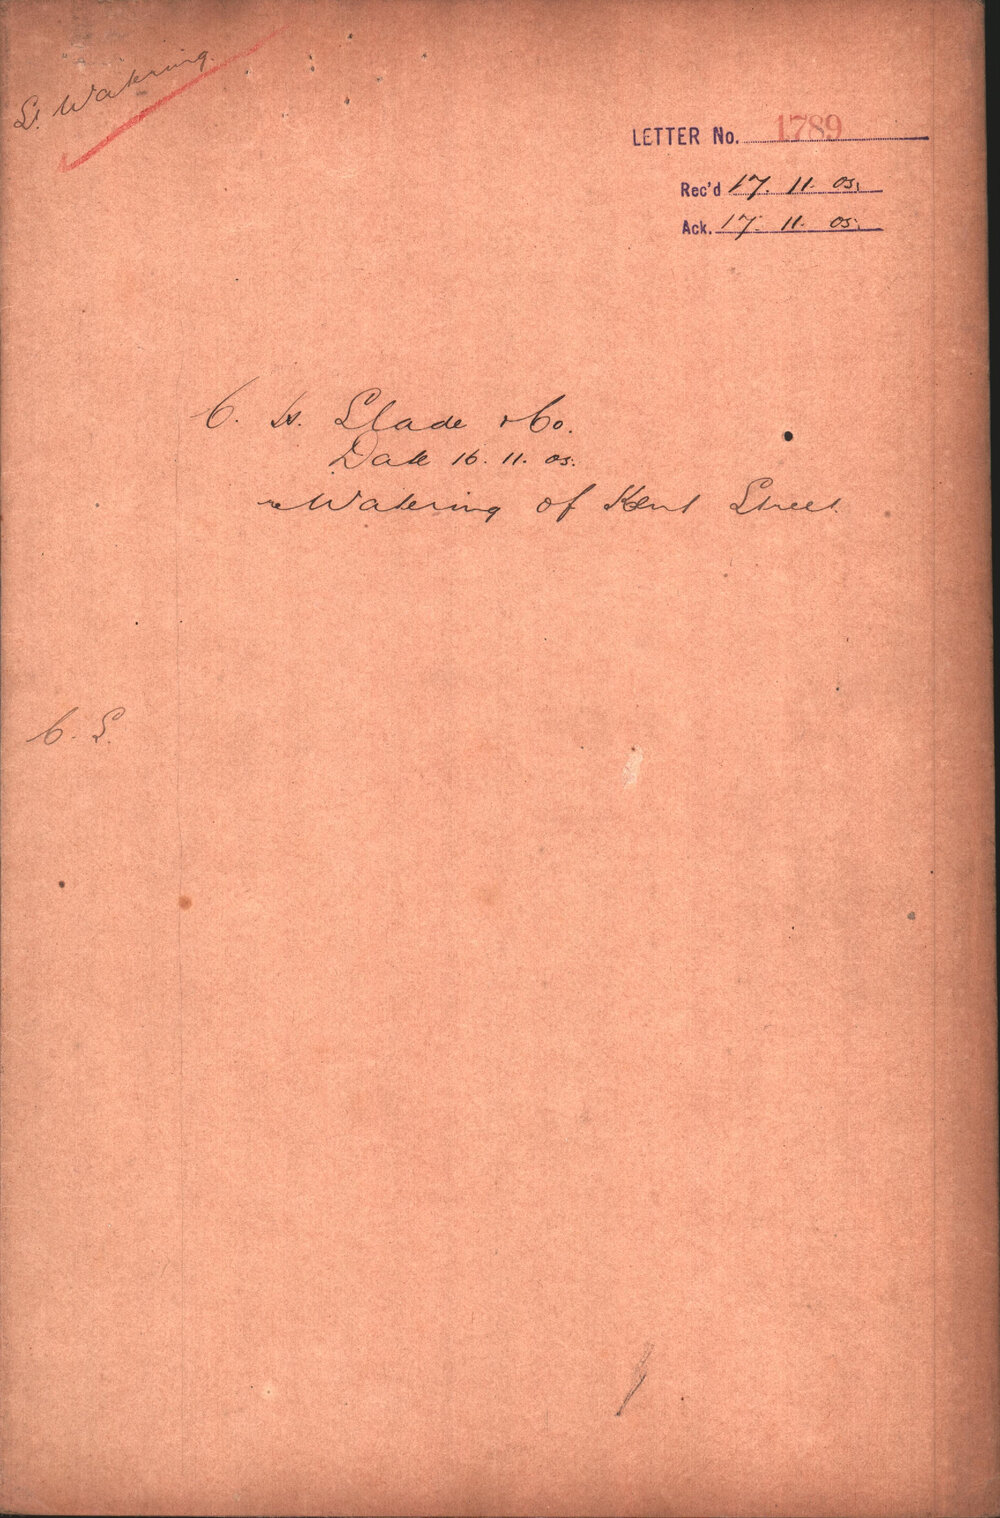 St. Watering.
LETTER No. 1789
Rec'd 17. 11. 05.
Ack. 17. 11. 05.
C. W. Slade & Co.
Date 16. 11. 05.
re Watering of Kent Street.
C. S.